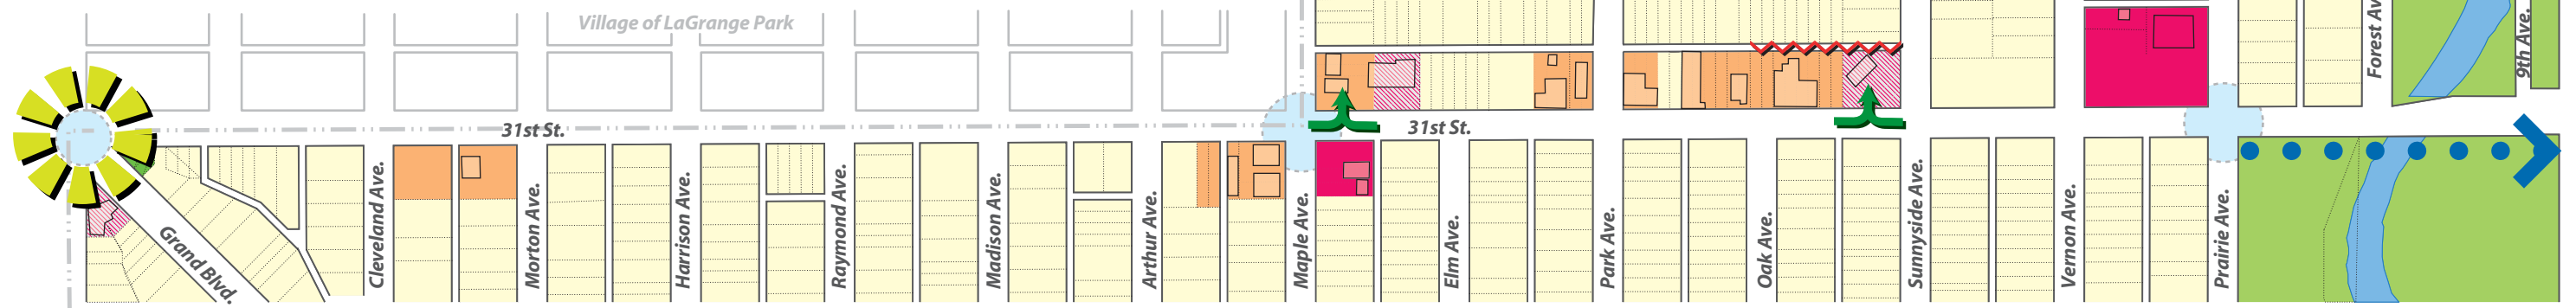 Village of LaGrange Park
31st St.
31st St.
Grand Blvd.
Cleveland Ave.
Morton Ave.
Harrison Ave.
Raymond Ave.
Madison Ave.
Arthur Ave.
Maple Ave.
Elm Ave.
Park Ave.
Oak Ave.
Sunnyside Ave.
Vernon Ave.
Prairie Ave.
Forest Av
9th Ave.